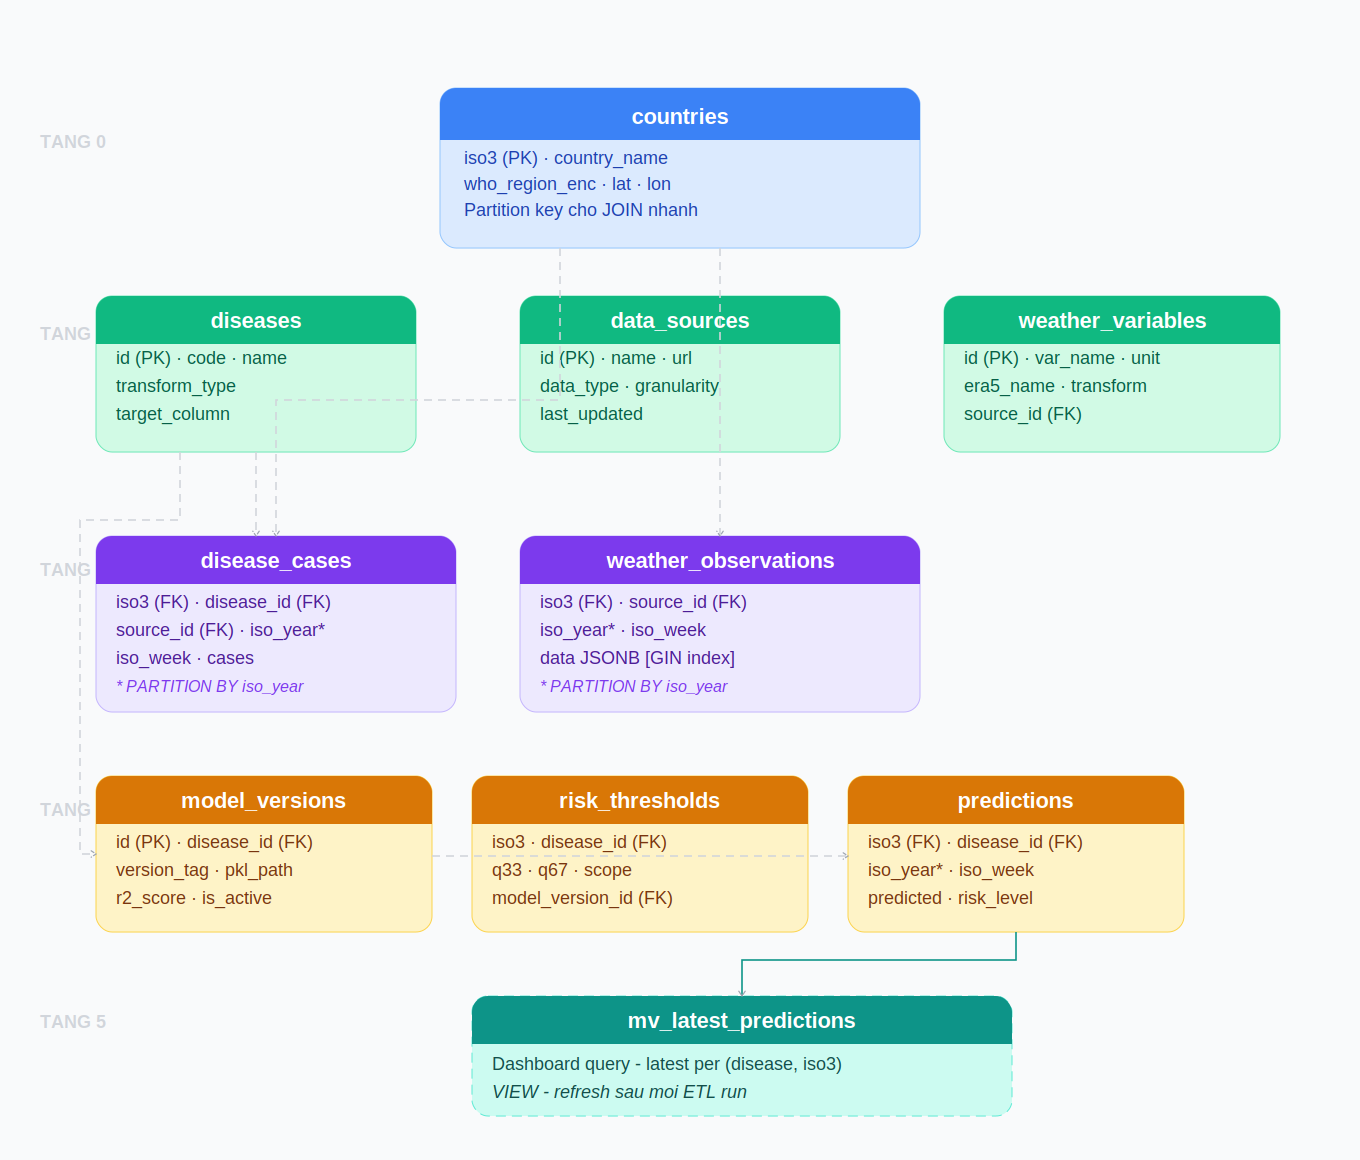 countries
TANG 0
iso3 (PK) · country_name
who_region_enc · lat · lon
Partition key cho JOIN nhanh
TANG
diseases
id (PK) · code · name
transform_type
target_column
data_sources
id (PK) · name · url
data_type · granularity
last_updated
weather_variables
id (PK) · var_name · unit
era5_name · transform
source_id (FK)
TANG
disease_cases
iso3 (FK) · disease_id (FK)
source_id (FK) · iso_year*
iso_week · cases
* PARTITION BY iso_year
weather_observations
iso3 (FK) · source_id (FK)
iso_year* · iso_week
data JSONB [GIN index]
* PARTITION BY iso_year
TANG
model_versions
id (PK) · disease_id (FK)
version_tag · pkl_path
r2_score · is_active
risk_thresholds
iso3 · disease_id (FK)
q33 · q67 · scope
model_version_id (FK)
predictions
iso3 (FK) · disease_id (FK)
iso_year* · iso_week
predicted · risk_level
TANG 5
mv_latest_predictions
Dashboard query - latest per (disease, iso3)
VIEW - refresh sau moi ETL run